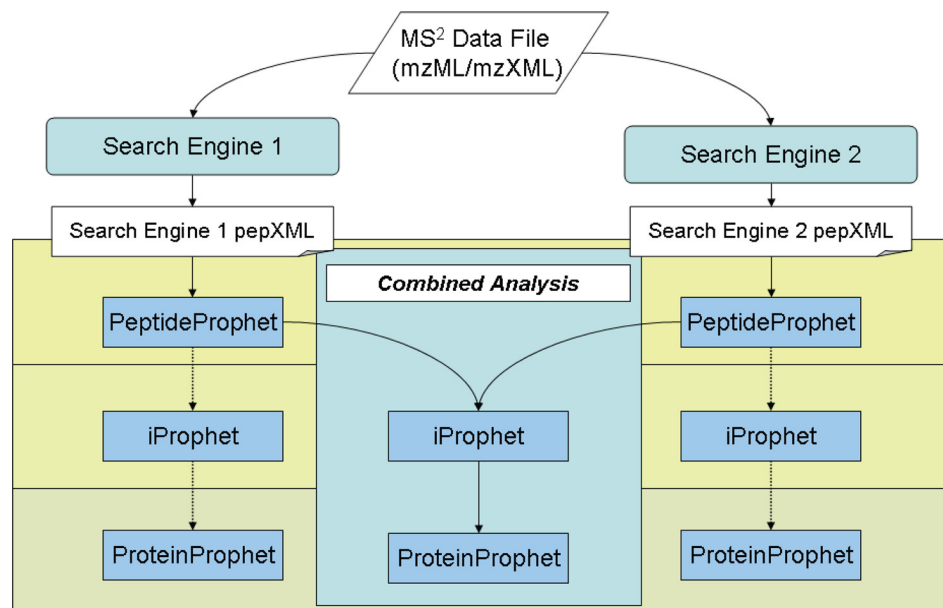 MS² Data File
(mzML/mzXML)
Search Engine 1
Search Engine 2
Search Engine 1 pepXML
Search Engine 2 pepXML
Combined Analysis
PeptideProphet
PeptideProphet
iProphet
iProphet
iProphet
ProteinProphet
ProteinProphet
ProteinProphet